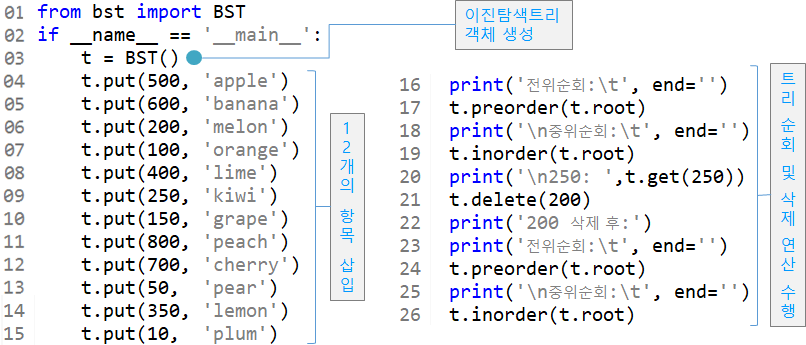 01 from bst import BST
02 if __name__ == '__main__':
03     t = BST()
04     t.put(500, 'apple')
05     t.put(600, 'banana')
06     t.put(200, 'melon')
07     t.put(100, 'orange')
08     t.put(400, 'lime')
09     t.put(250, 'kiwi')
10     t.put(150, 'grape')
11     t.put(800, 'peach')
12     t.put(700, 'cherry')
13     t.put(50,  'pear')
14     t.put(350, 'lemon')
15     t.put(10,  'plum')
이진탐색트리
객체 생성
12개의 항목 삽입
16 print('전위순회:\t', end='')
17 t.preorder(t.root)
18 print('\n중위순회:\t', end='')
19 t.inorder(t.root)
20 print('\n250: ',t.get(250))
21 t.delete(200)
22 print('200 삭제 후:')
23 print('전위순회:\t', end='')
24 t.preorder(t.root)
25 print('\n중위순회:\t', end='')
26 t.inorder(t.root)
트리 순회 및 삭제 연산 수행